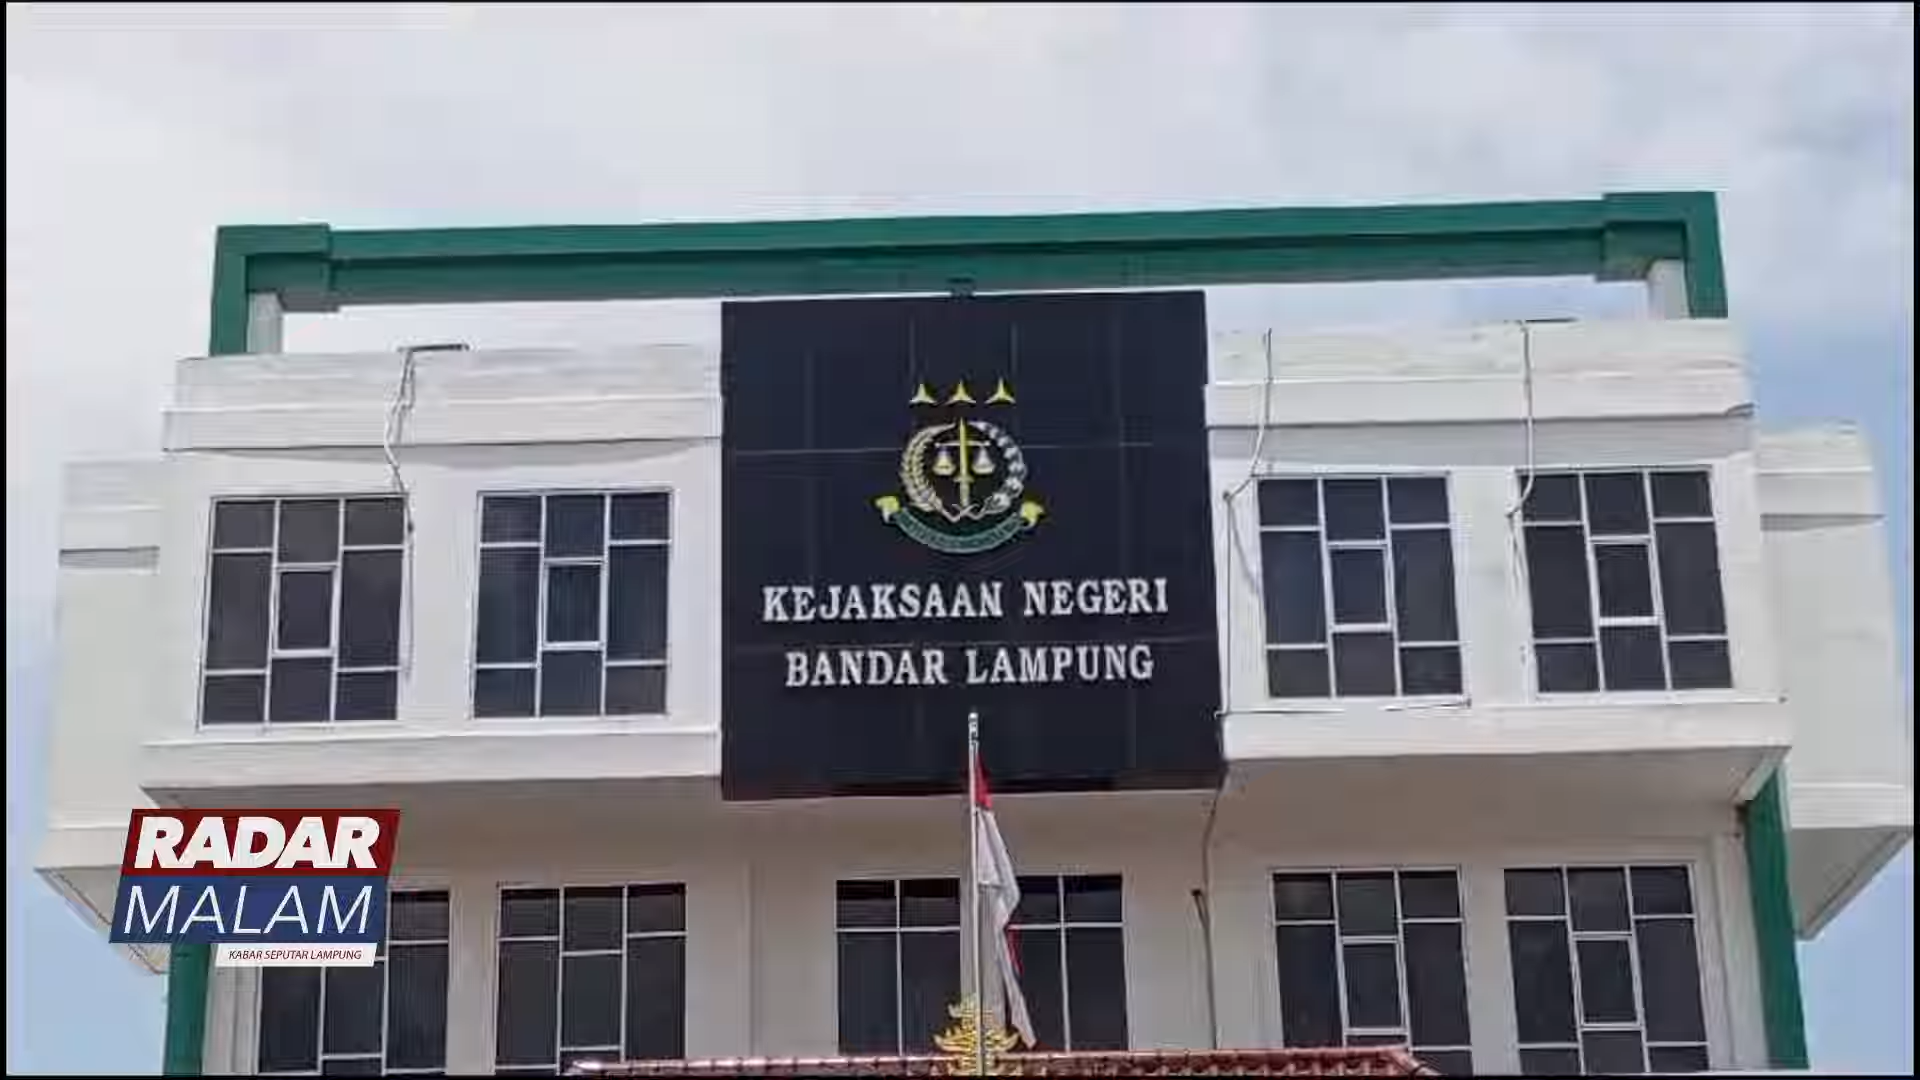 KEJAKSAAN NEGERI
BANDAR LAMPUNG
RADAR
MALAM
KABAR SEPUTAR LAMPUNG